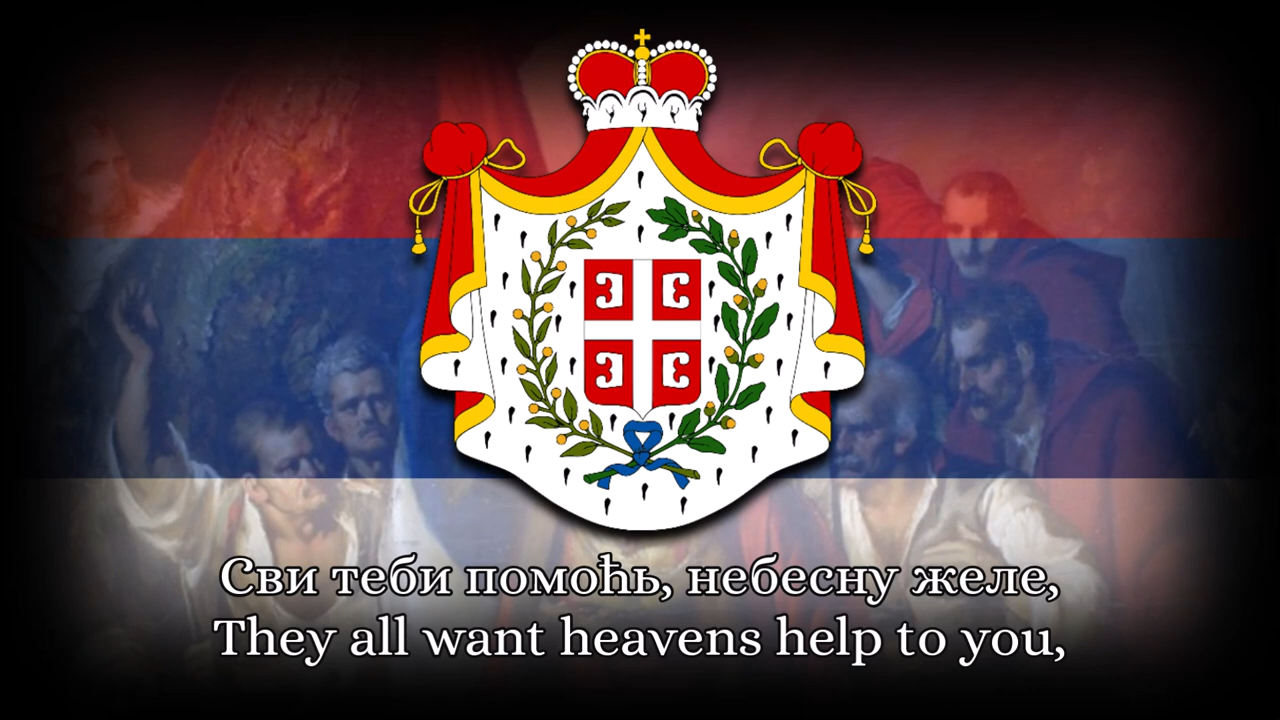 Сви теби помоћь, небесну желе,
They all want heavens help to you,